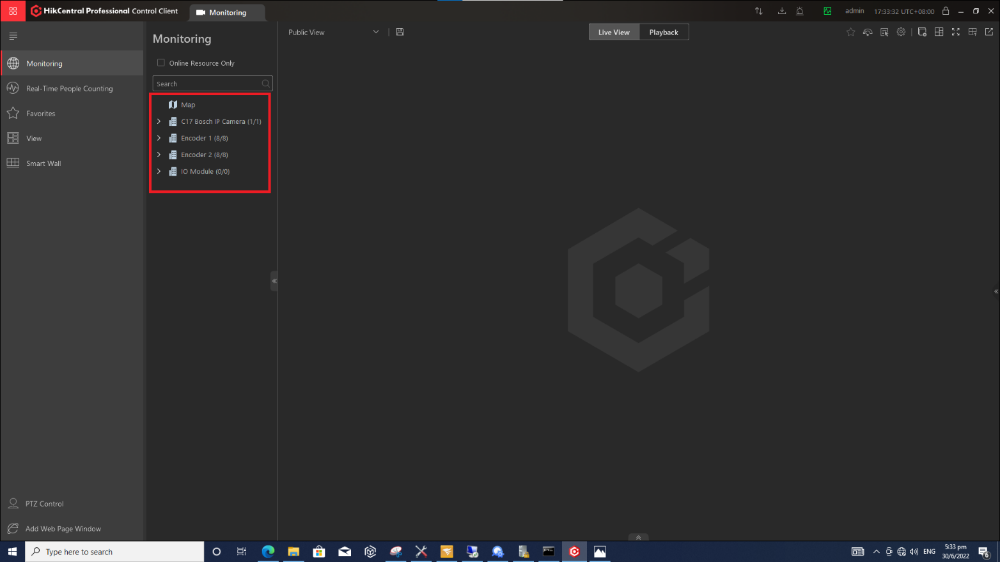 HikCentral Professional Control Client
Monitoring
admin
17:33:32 UTC+08:00
Monitoring
Real-Time People Counting
Favorites
View
Smart Wall
PTZ Control
Add Web Page Window
Monitoring
Online Resource Only
Search
Map
C17 Bosch IP Camera (1/1)
Encoder 1 (8/8)
Encoder 2 (8/8)
IO Module (0/0)
Public View
Live View
Playback
Type here to search
ENG
5:33 pm
30/6/2022
6